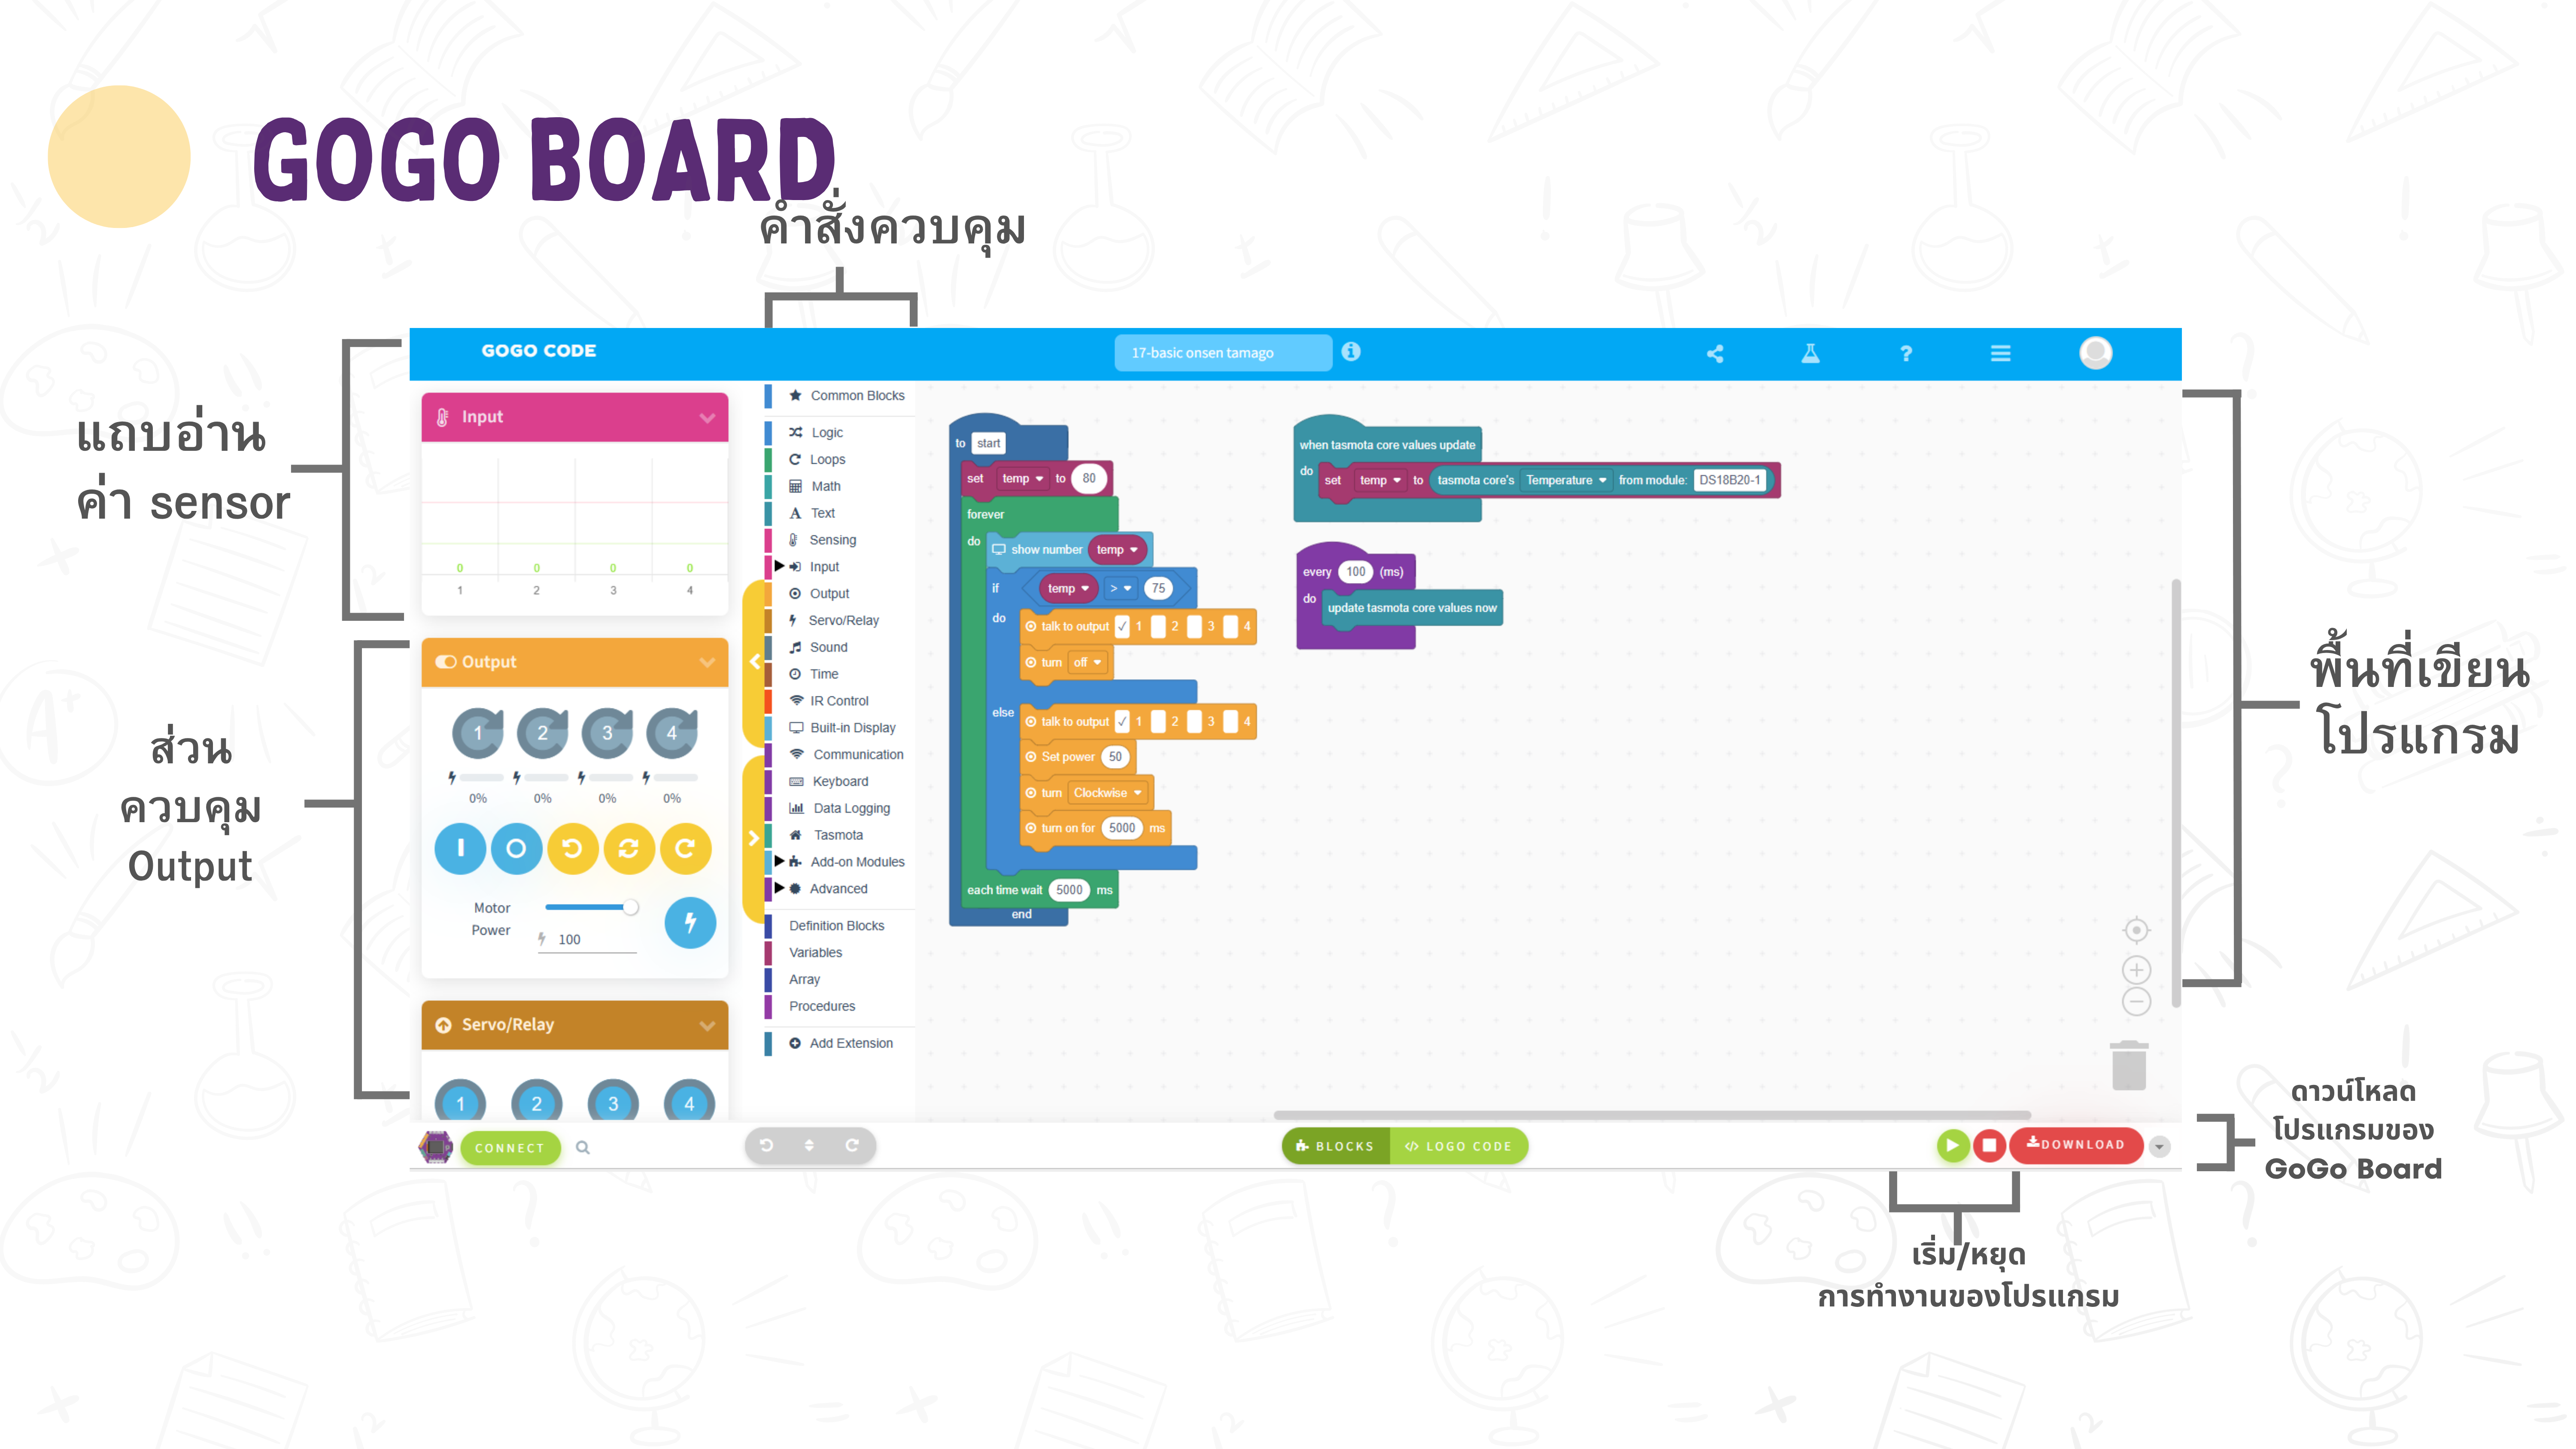 GOGO BOARD
คำสั่งควบคุม
แถบอ่าน
ค่า sensor
ส่วน
ควบคุม
Output
GOGO CODE
17-basic onsen tamago
?
Input
0 0 0 0
1 2 3 4
Output
1 2 3 4
0% 0% 0% 0%
Motor
Power
100
Servo/Relay
1 2 3 4
CONNECT
Common Blocks
Logic
Loops
Math
Text
Sensing
Input
Output
Servo/Relay
Sound
Time
IR Control
Built-in Display
Communication
Keyboard
Data Logging
Tasmota
Add-on Modules
Advanced
Definition Blocks
Variables
Array
Procedures
Add Extension
to start
set temp to 80
forever
do show number temp
if temp > 75
do talk to output ✓ 1 2 3 4
turn off
else talk to output ✓ 1 2 3 4
Set power 50
turn Clockwise
turn on for 5000 ms
each time wait 5000 ms
end
when tasmota core values update
do set temp to tasmota core's Temperature from module: DS18B20-1
every 100 (ms)
do update tasmota core values now
BLOCKS </> LOGO CODE
DOWNLOAD
พื้นที่เขียน
โปรแกรม
ดาวน์โหลด
โปรแกรมของ
GoGo Board
เริ่ม/หยุด
การทำงานของโปรแกรม